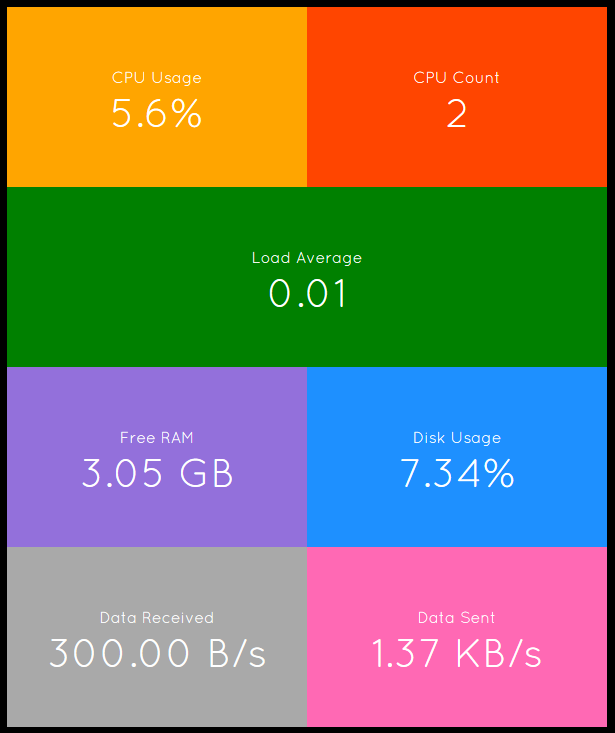 CPU Usage
5.6%
CPU Count
2
Load Average
0.01
Free RAM
3.05 GB
Disk Usage
7.34%
Data Received
300.00 B/s
Data Sent
1.37 KB/s